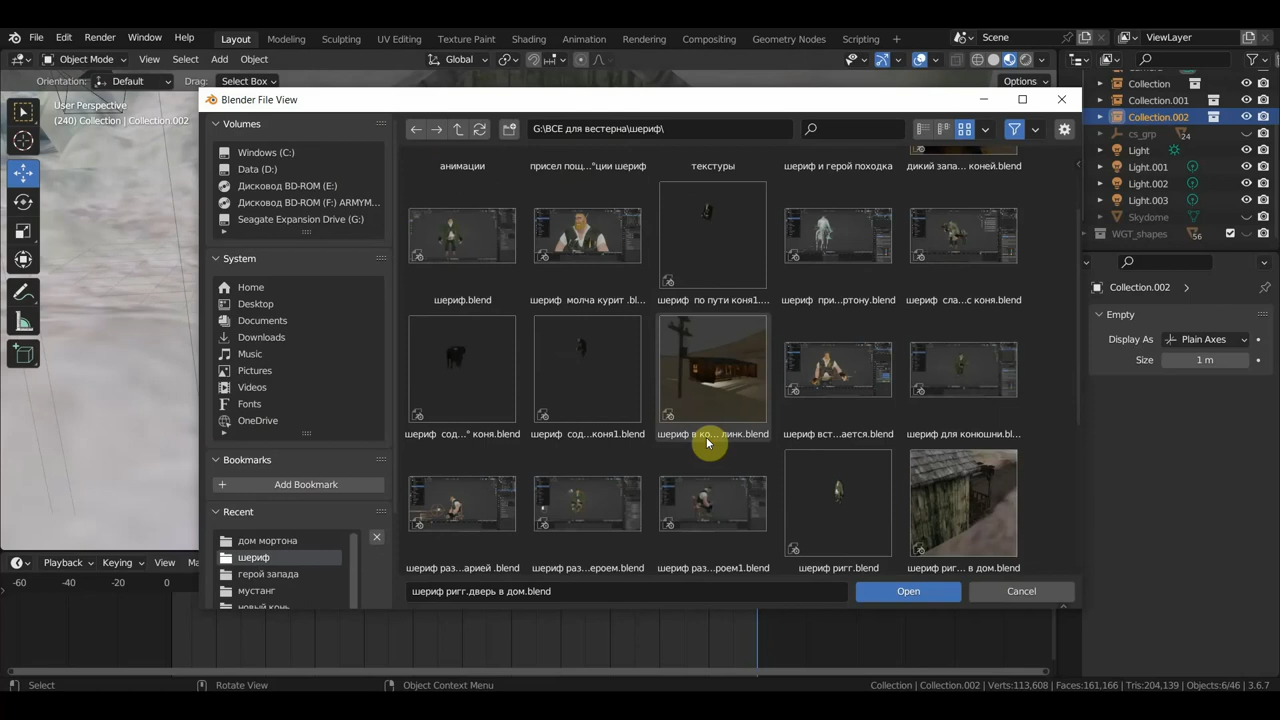 File Edit Render Window Help Layout Modeling Sculpting UV Editing Texture Paint Shading Animation Rendering Compositing Geometry Nodes Scripting + Scene ViewLayer
Object Mode View Select Add Object Global
Orientation: Default Drag: Select Box Options
User Perspective
(240) Collection | Collection.002
Blender File View
Volumes
Windows (C:)
Data (D:)
Дисковод BD-ROM (E:)
Дисковод BD-ROM (F:) ARMYM...
Seagate Expansion Drive (G:)
System
Home
Desktop
Documents
Downloads
Music
Pictures
Videos
Fonts
OneDrive
Bookmarks
Add Bookmark
Recent
дом мортона
шериф
герой запада
мустанг
новый конь
G:\ВСЕ для вестерна\шериф\
анимации присел пощ..."ции шериф текстуры шериф и герой походка дикий запа... коней.blend
шериф.blend шериф молча курит .bl... шериф по пути коня1.... шериф при...ртону.blend шериф сла...с коня.blend
шериф сод..." коня.blend шериф сод...коня1.blend шериф в ко... линк.blend шериф вст...ается.blend шериф для конюшни.bl...
шериф раз...арией .blend шериф раз...ероем.blend шериф раз...роем1.blend шериф ригг.blend шериф риг... в дом.blend
шериф ригг.дверь в дом.blend Open Cancel
Collection
Collection.001
Collection.002
cs_grp 24
Light
Light.001
Light.002
Light.003
Skydome
WGT_shapes 56
Collection.002
Empty
Display As Plain Axes
Size 1 m
Playback Keying View Ma
-60 -40 -20 0
Select Rotate View Object Context Menu Collection | Collection.002 | Verts:113,608 | Faces:161,166 | Tris:204,139 | Objects:6/46 | 3.6.7